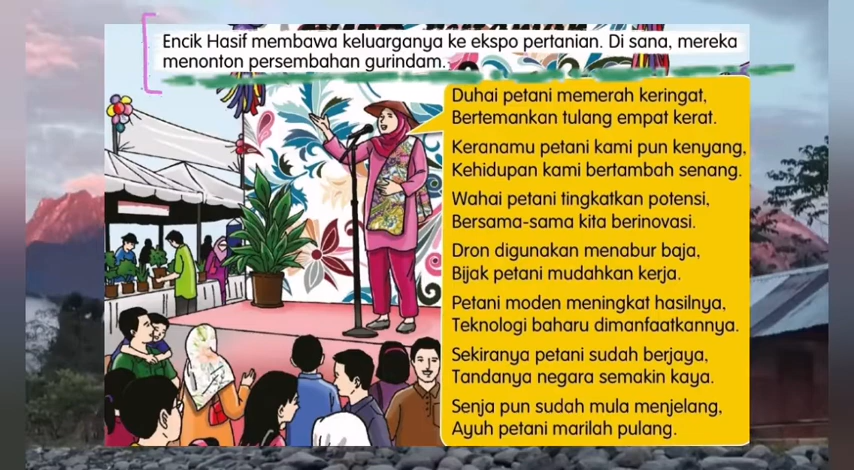 Encik Hasif membawa keluarganya ke ekspo pertanian. Di sana, mereka
menonton persembahan gurindam.
Duhai petani memerah keringat,
Bertemankan tulang empat kerat.
Keranamu petani kami pun kenyang,
Kehidupan kami bertambah senang.
Wahai petani tingkatkan potensi,
Bersama-sama kita berinovasi.
Dron digunakan menabur baja,
Bijak petani mudahkan kerja.
Petani moden meningkat hasilnya,
Teknologi baharu dimanfaatkannya.
Sekiranya petani sudah berjaya,
Tandanya negara semakin kaya.
Senja pun sudah mula menjelang,
Ayuh petani marilah pulang.